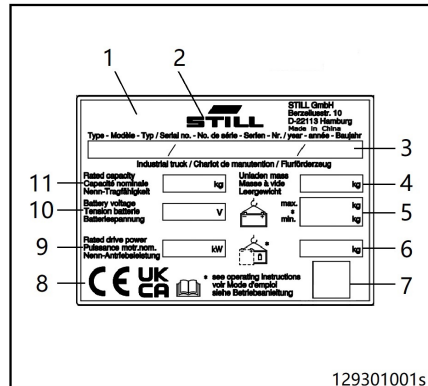 1
2
STILL
STILL GmbH
Berzeliusstr. 10
D-22113 Hamburg
Made in China
Type - Modèle - Typ / Serial no. - No. de série - Serien - Nr. / year - année - Baujahr
/ /
3
Industrial truck / Chariot de manutention / Flurförderzeug
11
Rated capacity
Capacité nominale
Nenn-Tragfähigkeit
kg
Unladen mass
Masse à vide
Leergewicht
kg
4
10
Battery voltage
Tension batterie
Batteriespannung
V
max.
*
min.
kg
kg
5
9
Rated drive power
Puissance motr.nom.
Nenn-Antriebsleistung
kW
*
kg
6
8
CE
UK
CA
* see operating instructions
voir Mode d'emploi
siehe Betriebsanleitung
7
129301001s